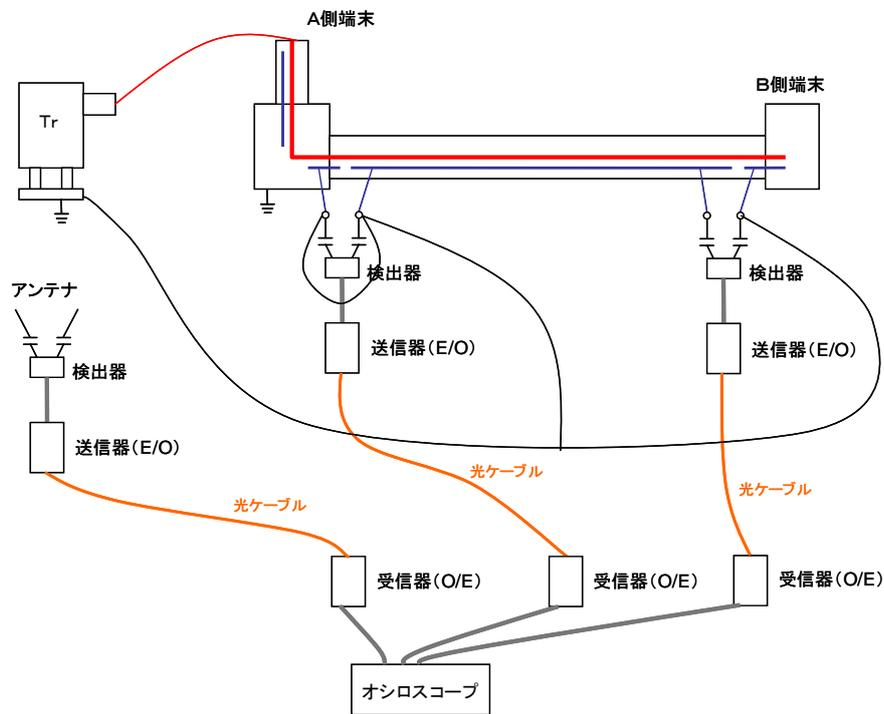 A側端末
B側端末
Tr
検出器
検出器
アンテナ
送信器(E/O)
送信器(E/O)
検出器
送信器(E/O)
光ケーブル
光ケーブル
光ケーブル
受信器(O/E)
受信器(O/E)
受信器(O/E)
オシロスコープ